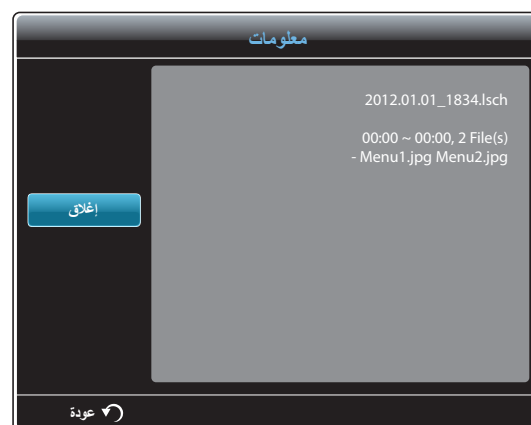 معلومات
2012.01.01_1834.lsch
00:00 ~ 00:00, 2 File(s)
- Menu1.jpg Menu2.jpg
إغلاق
عودة